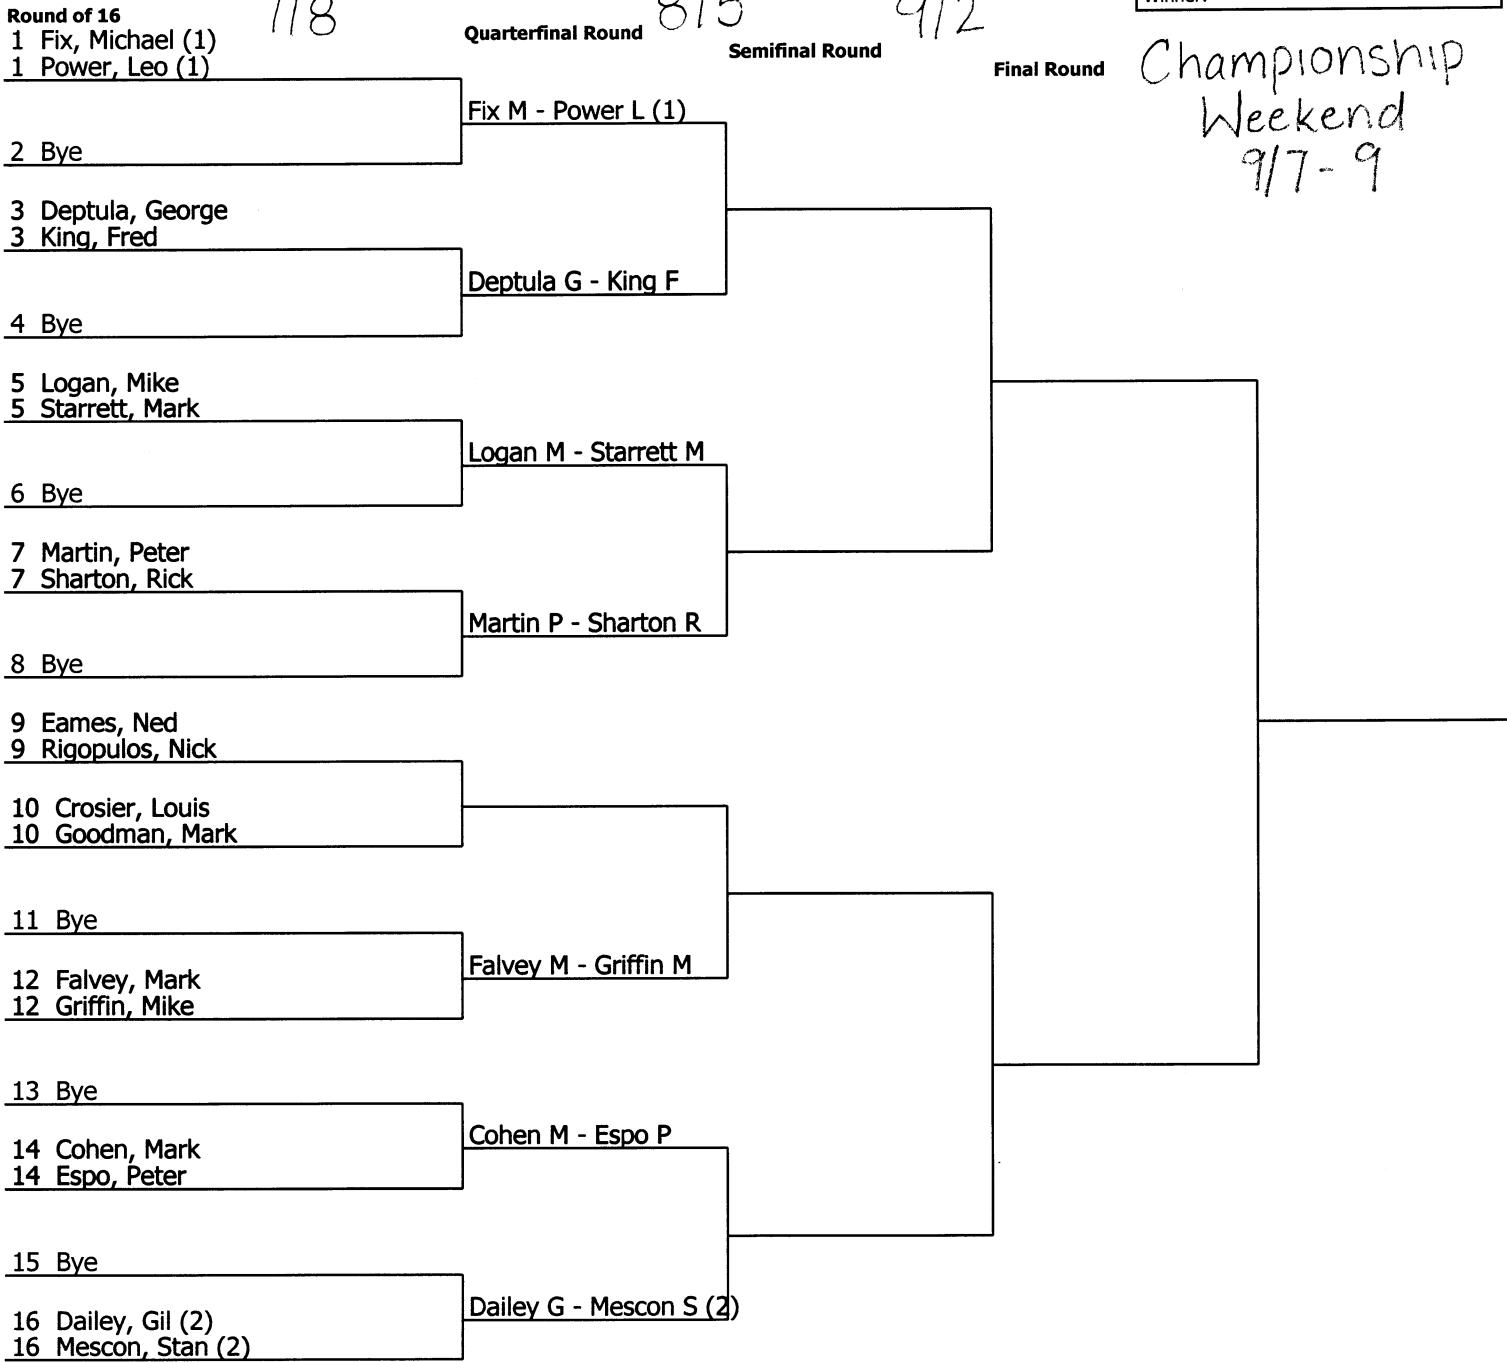 Round of 16
Quarterfinal Round
Semifinal Round
Final Round
8/5
9/2
Championship
Weekend
9/7-9
1 Fix, Michael (1)
1 Power, Leo (1)
Fix M - Power L (1)
2 Bye
3 Deptula, George
3 King, Fred
Deptula G - King F
4 Bye
5 Logan, Mike
5 Starrett, Mark
Logan M - Starrett M
6 Bye
7 Martin, Peter
7 Sharton, Rick
Martin P - Sharton R
8 Bye
9 Eames, Ned
9 Rigopulos, Nick
10 Crosier, Louis
10 Goodman, Mark
11 Bye
Falvey M - Griffin M
12 Falvey, Mark
12 Griffin, Mike
13 Bye
Cohen M - Espo P
14 Cohen, Mark
14 Espo, Peter
15 Bye
Dailey G - Mescon S (2)
16 Dailey, Gil (2)
16 Mescon, Stan (2)